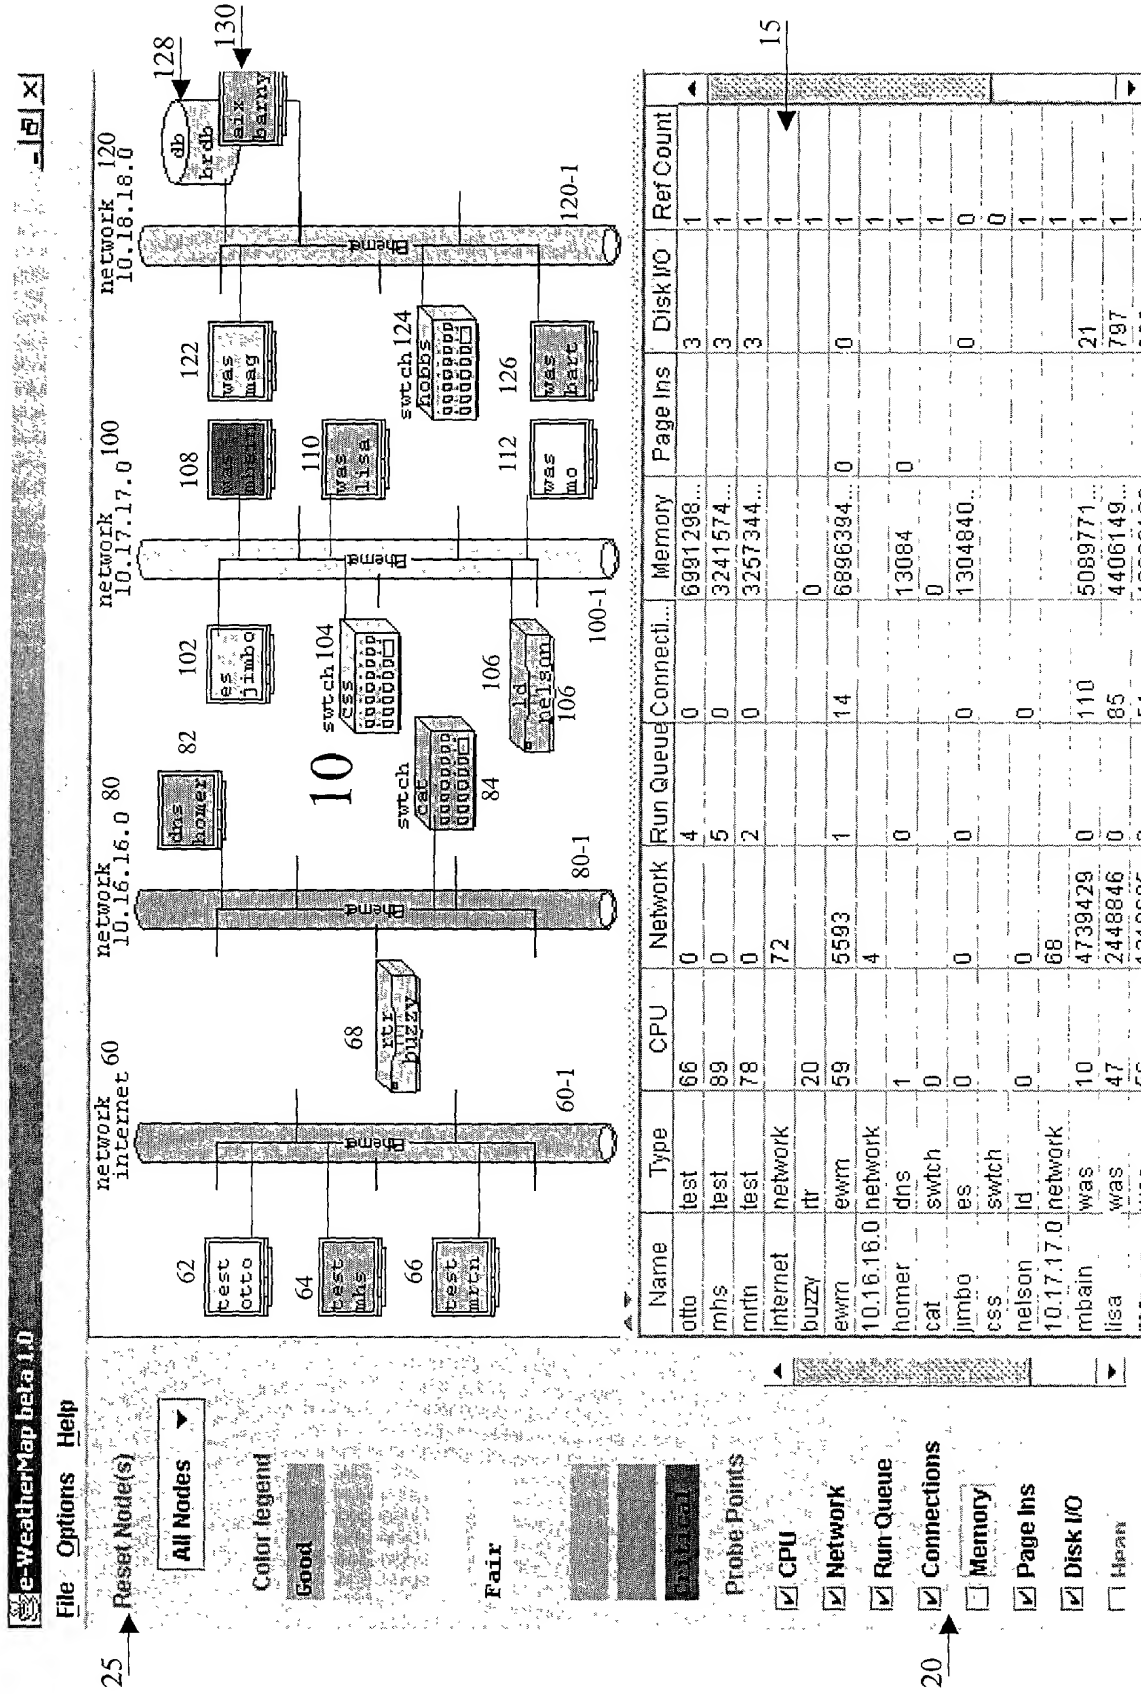 e-weatherMap beta 1.0
File Options Help
25
Reset Node(s)
All Nodes
Color legend
Good
Fair
Critical
Probe Points
CPU
Network
Run Queue
Connections
Memory
Page Ins
Disk I/O
20
network 60
internet
62
test
otto
64
test
mhs
66
test
mrtn
60-1
68
rtr
buzzy
network 80
10.16.16.0
80-1
82
dns
homer
swtch
cat
84
10
network 100
10.17.17.0
100-1
102
es
jimbo
swtch 104
css
106
ld
nelson
106
108
was
mbain
110
was
lisa
112
was
mo
network 120
10.18.18.0
120-1
122
was
mag
swtch 124
hobbs
126
was
bart
128
db
brdb
130
aix
barny
15
Name Type CPU Network Run Queue Connecti... Memory Page Ins Disk I/O Ref Count
otto test 66 0 4 0 6991298... 3 1
mhs test 89 0 5 0 3241574... 3 1
mrtn test 78 0 2 0 3257344... 3 1
internet network 72 1
buzzy rtr 20 0 1
ewm ewm 59 5593 1 14 6896394... 0 0 1
10.16.16.0 network 4 1
homer dns 1 0 13084 0 1
cat swtch 0 0 1
jimbo es 0 0 0 0 1304840.. 0 0
css swtch 0
nelson ld 0 0 0 1
10.17.17.0 network 68 1
mbain was 10 4739429 0 110 5089771... 21 1
lisa was 47 2448846 0 85 4406149... 797 1